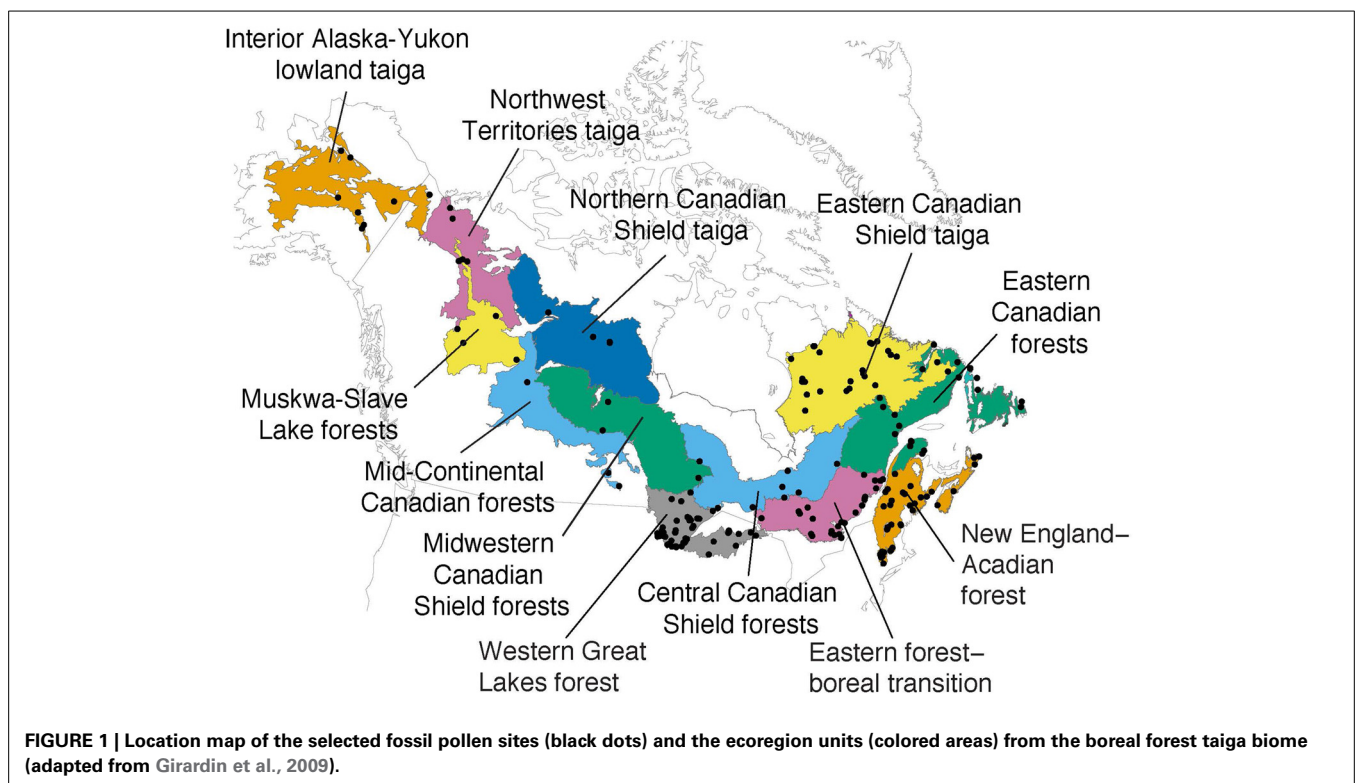 Interior Alaska-Yukon
lowland taiga
Northwest
Territories taiga
Northern Canadian
Shield taiga
Eastern Canadian
Shield taiga
Eastern
Canadian
forests
Muskwa-Slave
Lake forests
Mid-Continental
Canadian forests
Midwestern
Canadian
Shield forests
Western Great
Lakes forest
Central Canadian
Shield forests
Eastern forest–
boreal transition
New England–
Acadian
forest
FIGURE 1 | Location map of the selected fossil pollen sites (black dots) and the ecoregion units (colored areas) from the boreal forest taiga biome
(adapted from Girardin et al., 2009).